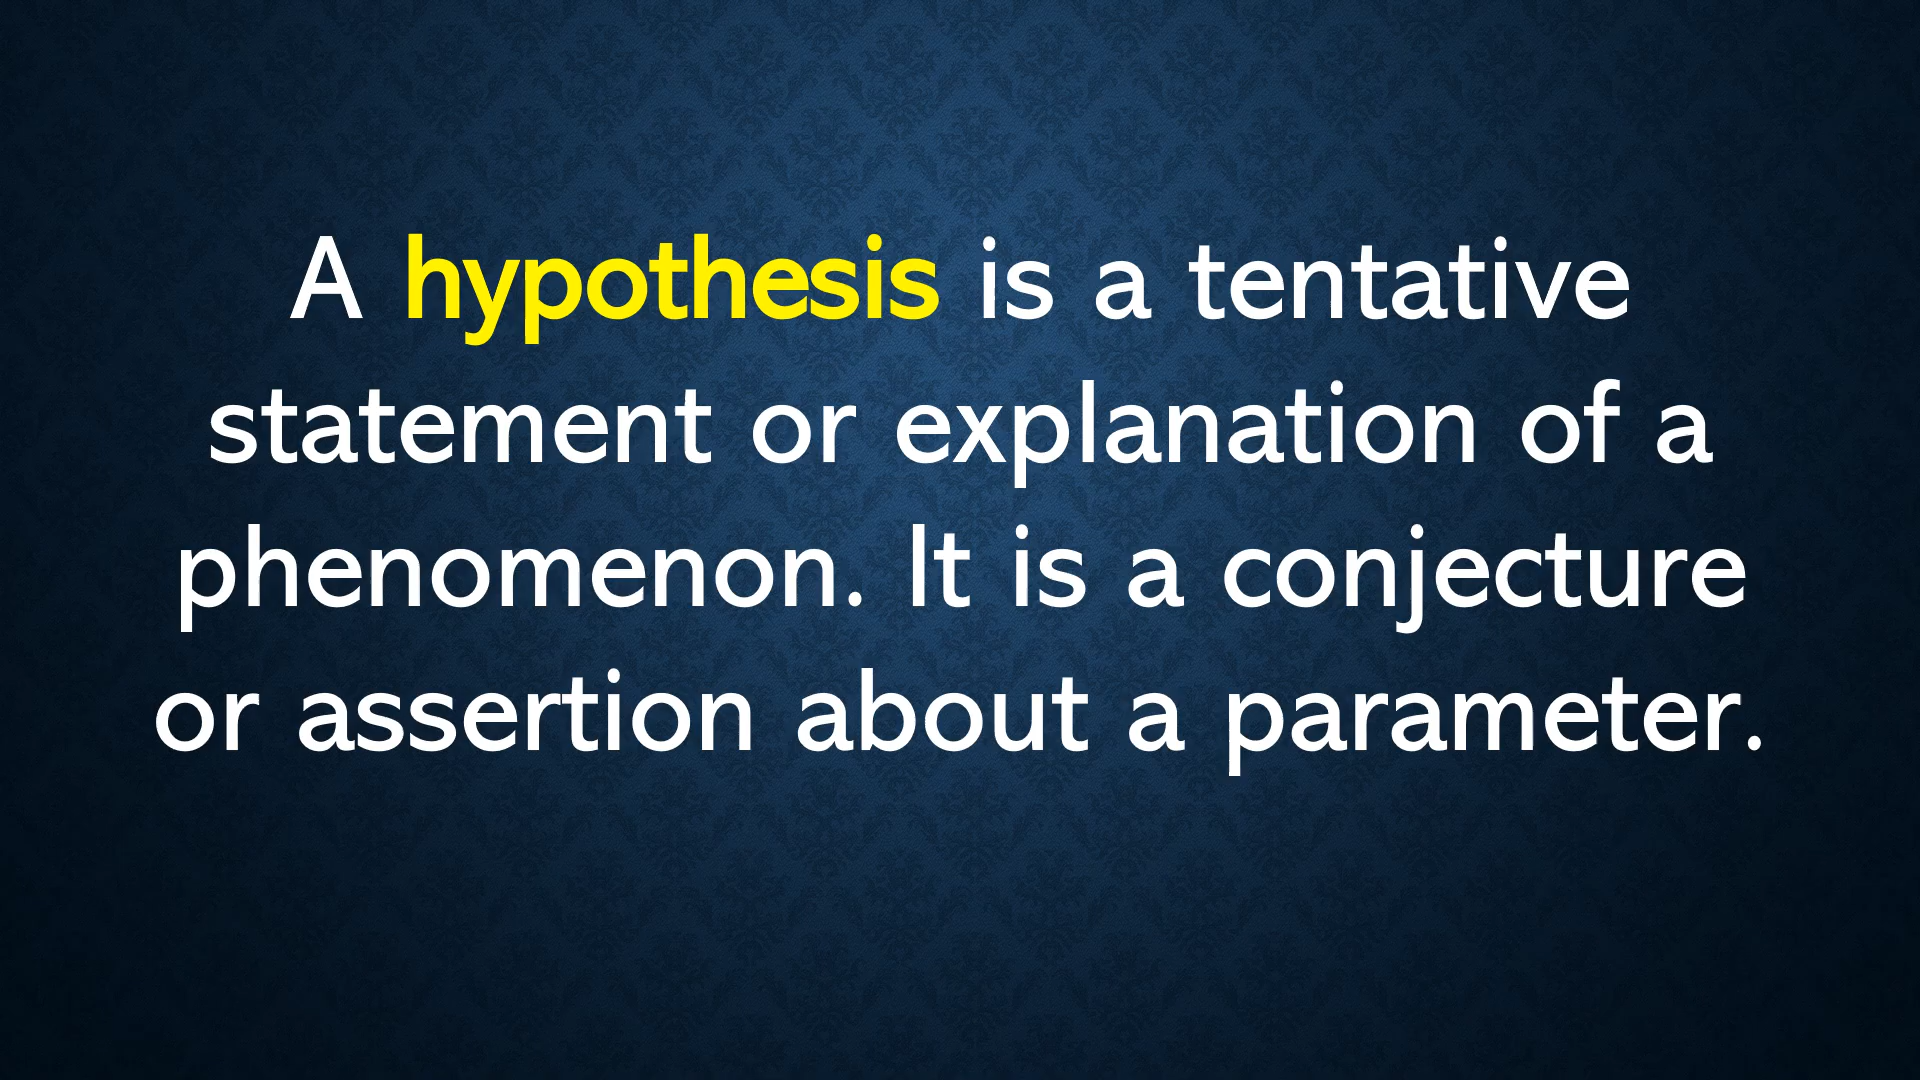 A hypothesis is a tentative
statement or explanation of a
phenomenon. It is a conjecture
or assertion about a parameter.